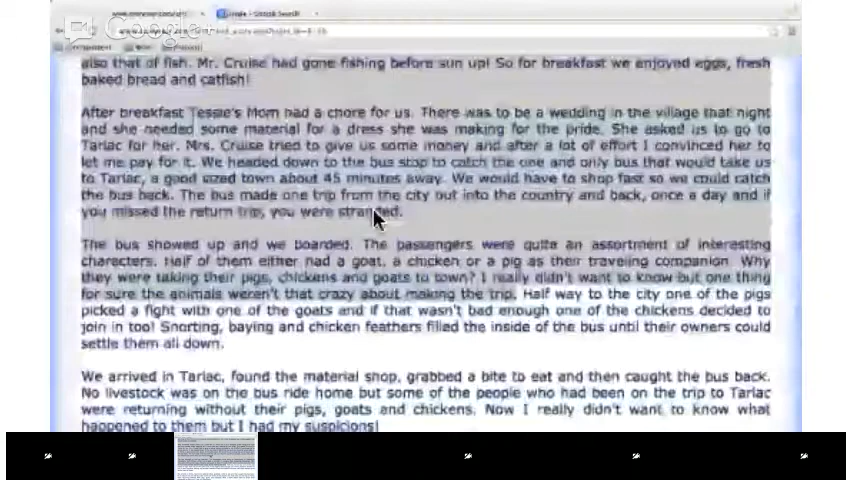 Google+
Google Search
also that of fish. Mr. Cruise had gone fishing before sun up! So for breakfast we enjoyed eggs, fresh
baked bread and catfish!
After breakfast Tessie's Mom had a chore for us. There was to be a wedding in the village that night
and she needed some material for a dress she was making for the bride. She asked us to go to
Tarlac for her. Mrs. Cruise tried to give us some money and after a lot of effort I convinced her to
let me pay for it. We headed down to the bus stop to catch the one and only bus that would take us
to Tarlac, a good sized town about 45 minutes away. We would have to shop fast so we could catch
the bus back. The bus made one trip from the city out into the country and back, once a day and if
you missed the return trip, you were stranded.
The bus showed up and we boarded. The passengers were quite an assortment of interesting
characters. Half of them either had a goat, a chicken or a pig as their traveling companion. Why
they were taking their pigs, chickens and goats to town? I really didn't want to know but one thing
for sure the animals weren't that crazy about making the trip. Half way to the city one of the pigs
picked a fight with one of the goats and if that wasn't bad enough one of the chickens decided to
join in too! Snorting, baying and chicken feathers filled the inside of the bus until their owners could
settle them all down.
We arrived in Tarlac, found the material shop, grabbed a bite to eat and then caught the bus back.
No livestock was on the bus ride home but some of the people who had been on the trip to Tarlac
were returning without their pigs, goats and chickens. Now I really didn't want to know what
happened to them but I had my suspicions!